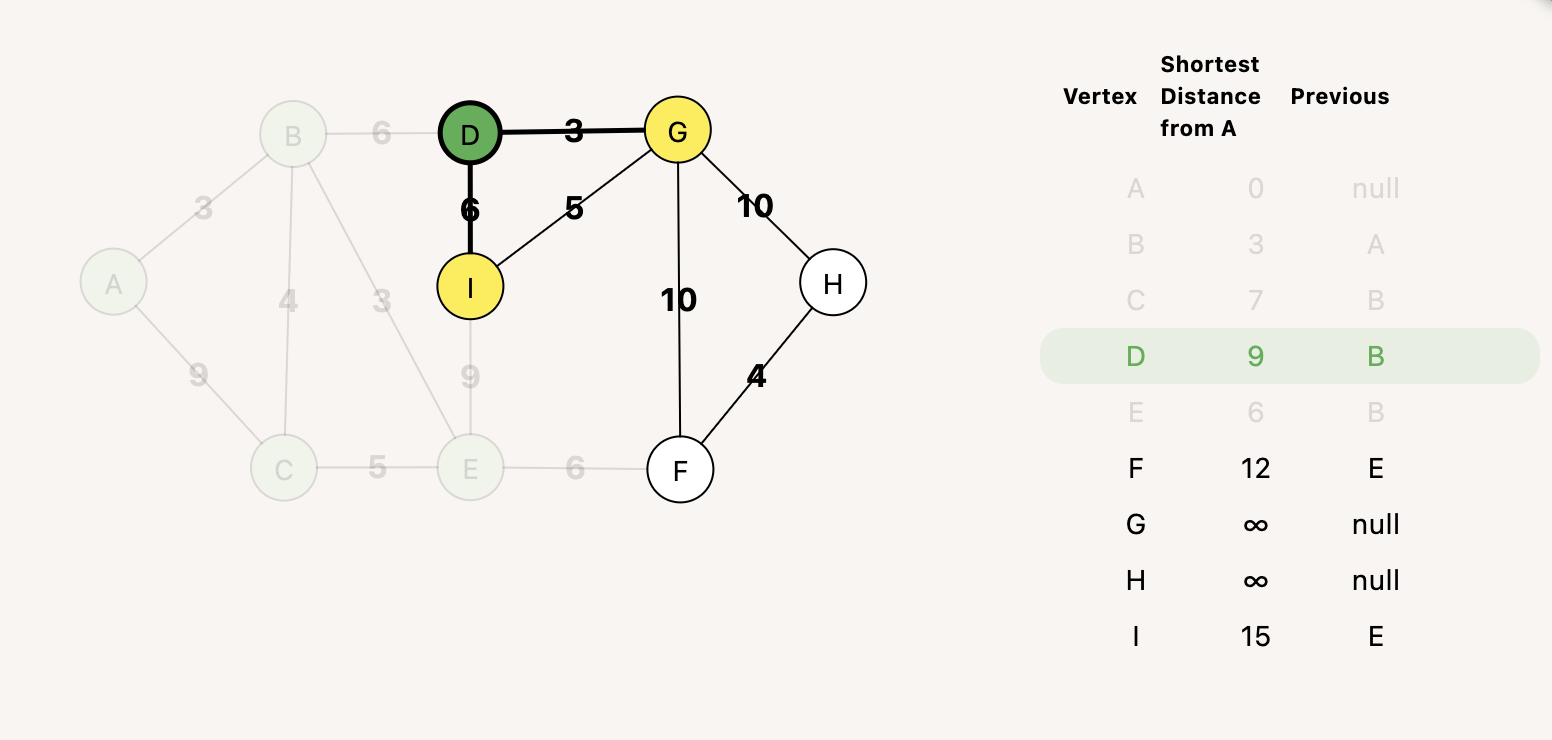 Shortest
Vertex Distance Previous
from A
B 6 D 3 G
3 6 5 10
A 4 3 I 10 H
9 9 4
C 5 E 6 F
A 0 null
B 3 A
C 7 B
D 9 B
E 6 B
F 12 E
G ∞ null
H ∞ null
I 15 E